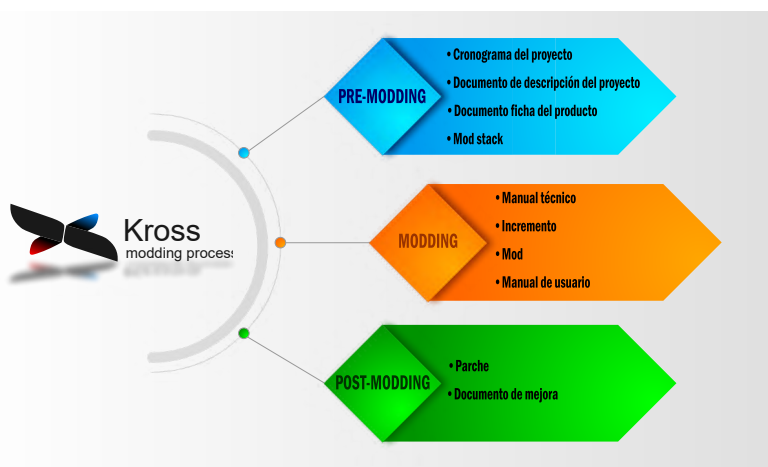 Kross
modding process
PRE-MODDING
• Cronograma del proyecto
• Documento de descripción del proyecto
• Documento ficha del producto
• Mod stack
MODDING
• Manual técnico
• Incremento
• Mod
• Manual de usuario
POST-MODDING
• Parche
• Documento de mejora